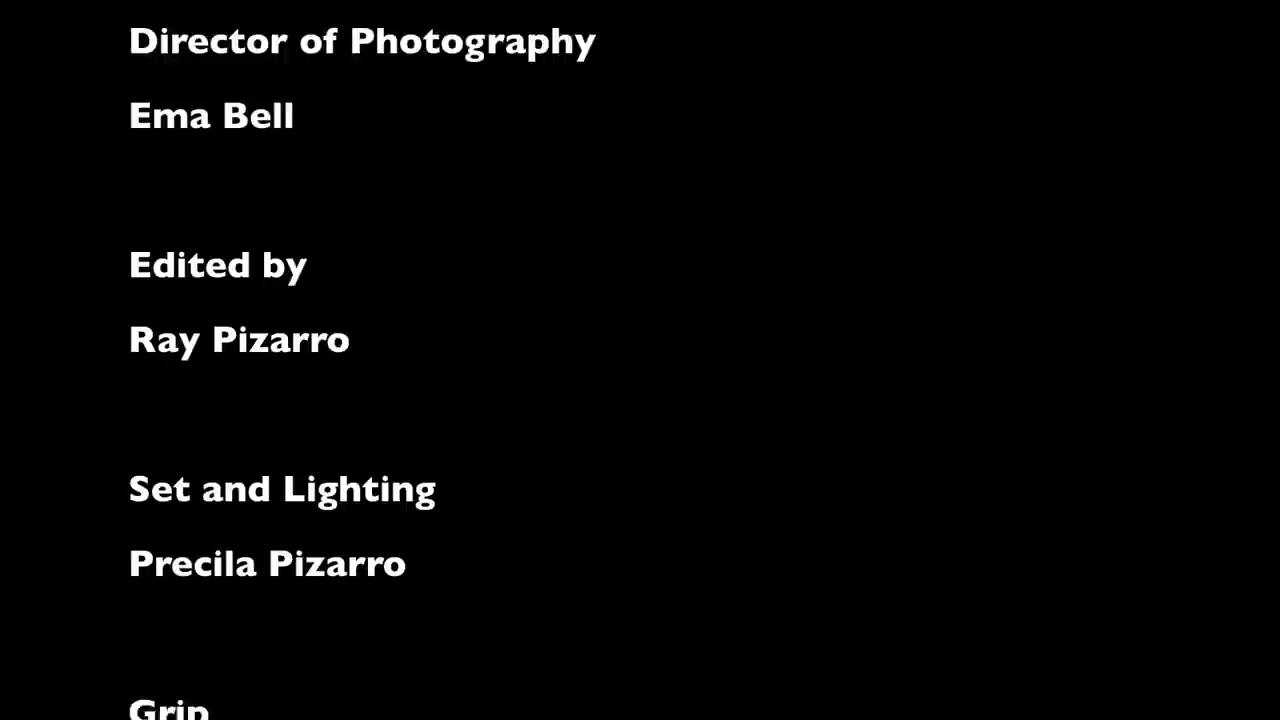 Director of Photography
Ema Bell
Edited by
Ray Pizarro
Set and Lighting
Precila Pizarro
Grip